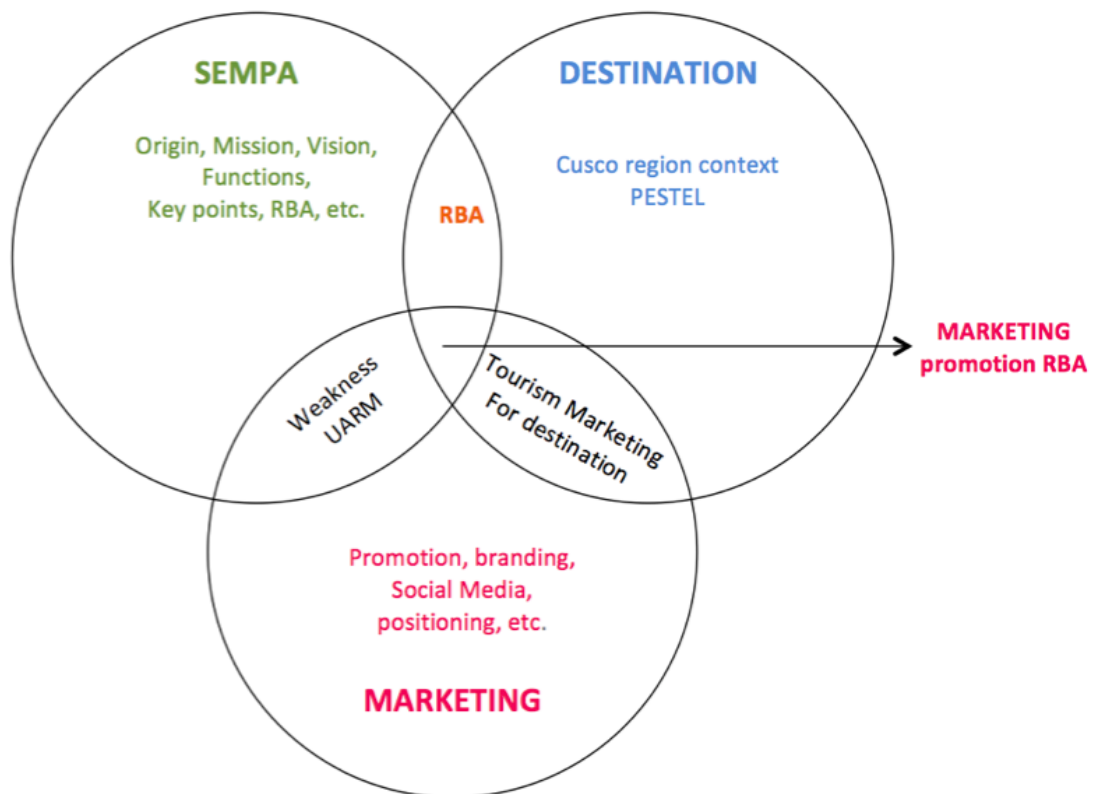 SEMPA
Origin, Mission, Vision,
Functions,
Key points, RBA, etc.
DESTINATION
Cusco region context
PESTEL
RBA
MARKETING
promotion RBA
Weakness
UARM
Tourism Marketing
For destination
Promotion, branding,
Social Media,
positioning, etc.
MARKETING